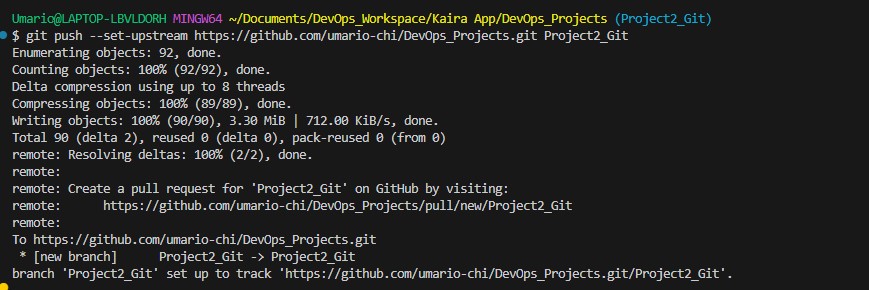 Umario@LAPTOP-LBVLDORH MINGW64 ~/Documents/DevOps_Workspace/Kaira App/DevOps_Projects (Project2_Git)
$ git push --set-upstream https://github.com/umario-chi/DevOps_Projects.git Project2_Git
Enumerating objects: 92, done.
Counting objects: 100% (92/92), done.
Delta compression using up to 8 threads
Compressing objects: 100% (89/89), done.
Writing objects: 100% (90/90), 3.30 MiB | 712.00 KiB/s, done.
Total 90 (delta 2), reused 0 (delta 0), pack-reused 0 (from 0)
remote: Resolving deltas: 100% (2/2), done.
remote:
remote: Create a pull request for 'Project2_Git' on GitHub by visiting:
remote:      https://github.com/umario-chi/DevOps_Projects/pull/new/Project2_Git
remote:
To https://github.com/umario-chi/DevOps_Projects.git
 * [new branch]      Project2_Git -> Project2_Git
branch 'Project2_Git' set up to track 'https://github.com/umario-chi/DevOps_Projects.git/Project2_Git'.